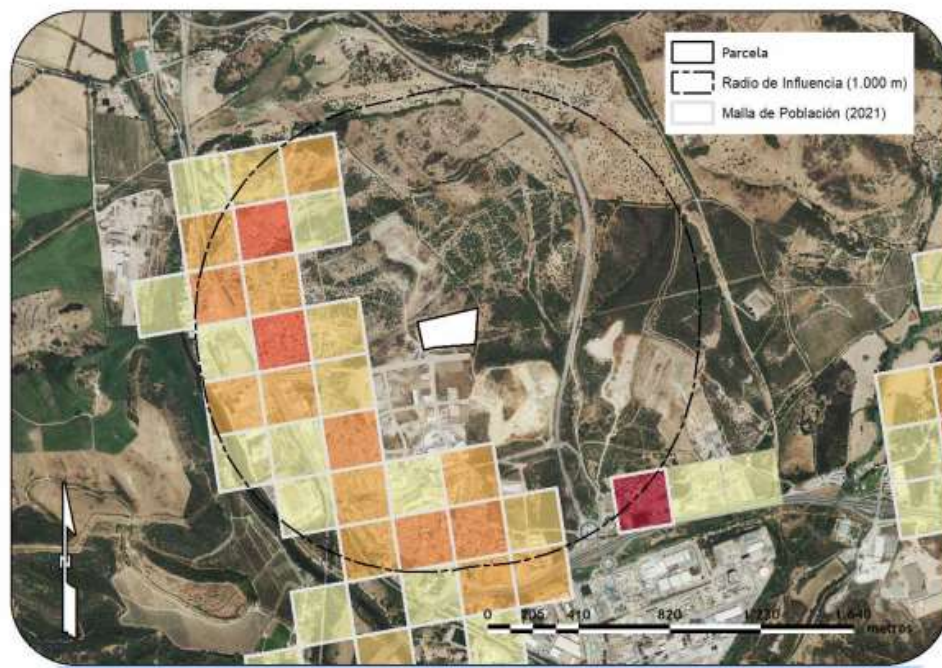 Parcela
Radio de Influencia (1.000 m)
Malla de Población (2021)
N
0 205 410 820 1.230 1.640
metros